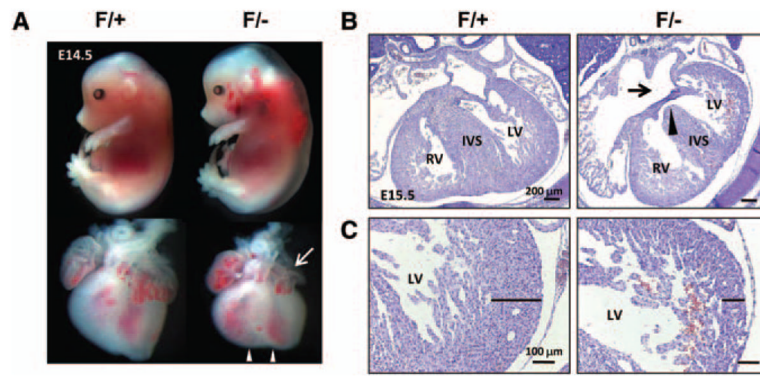 A
F/+ F/-
E14.5
B
F/+ F/-
LV
IVS
RV
E15.5
200 μm
LV
IVS
RV
C
LV
100 μm
LV